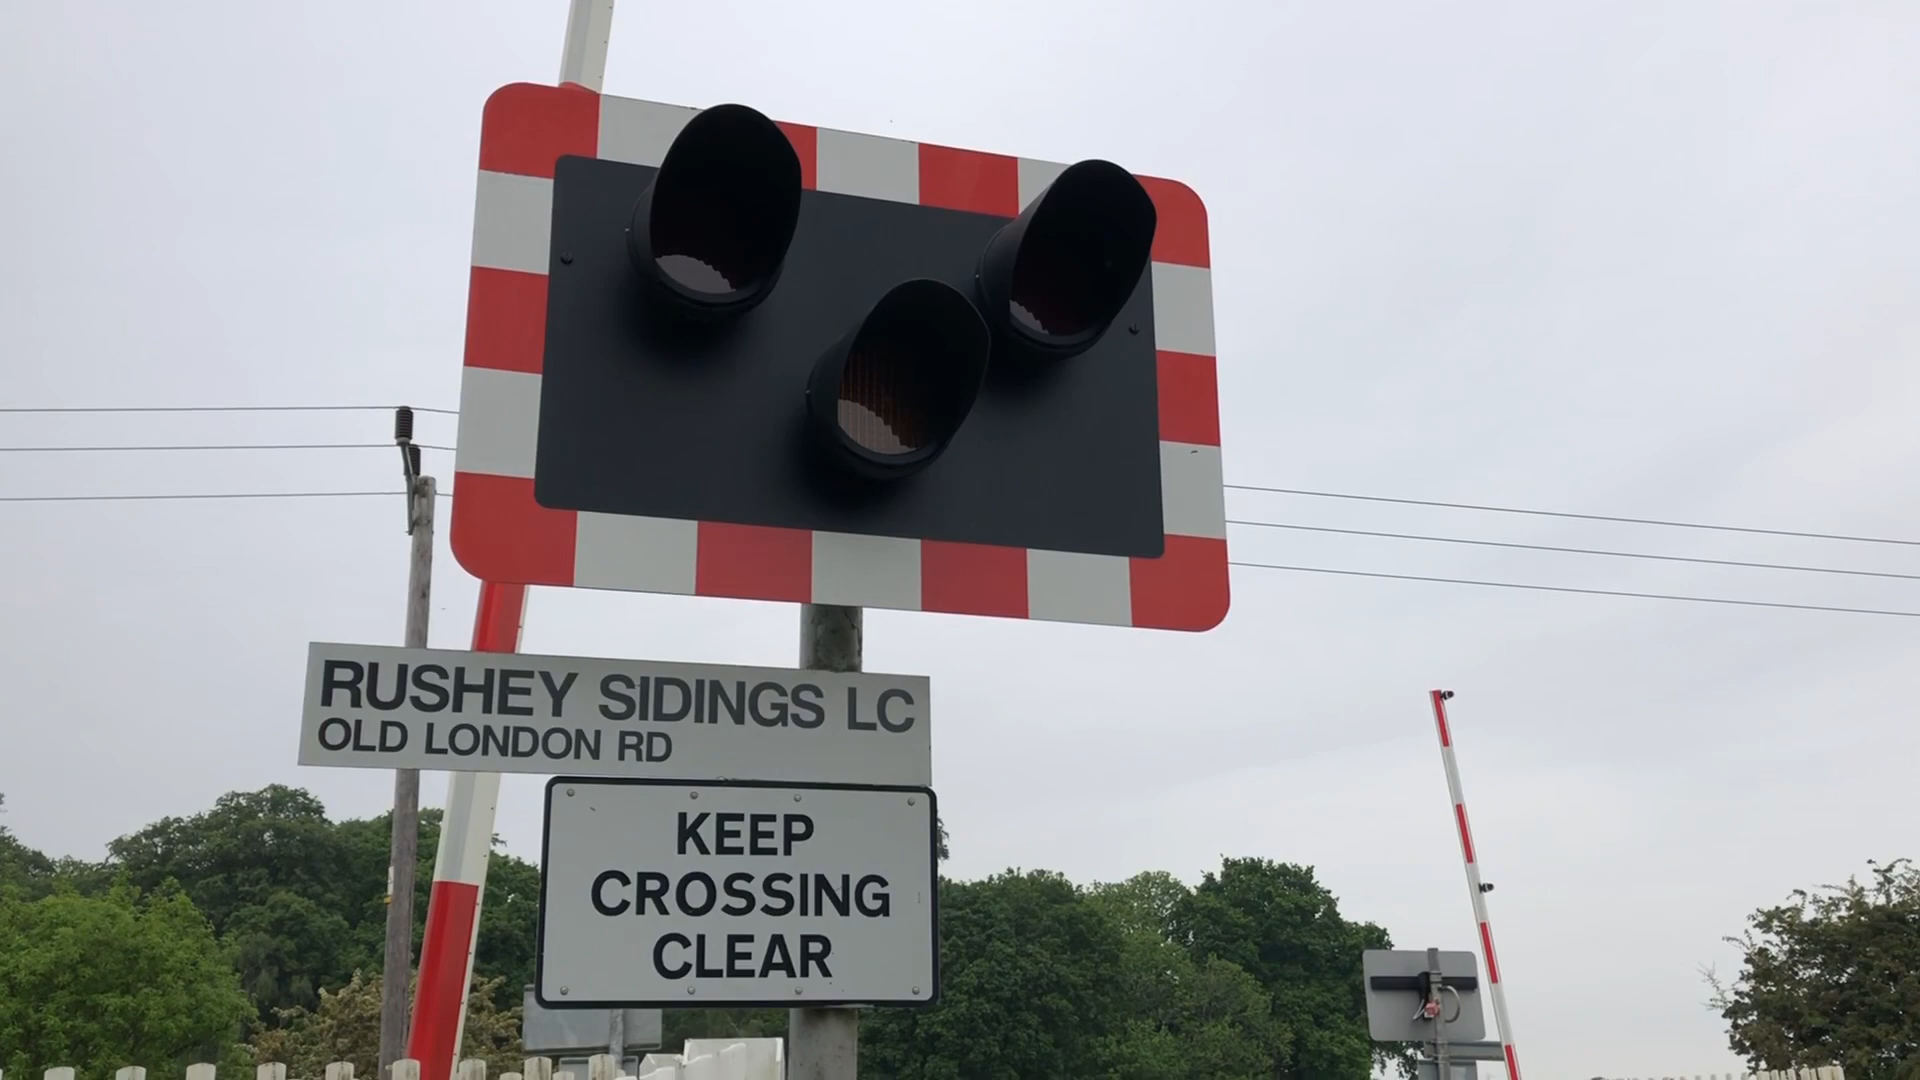 RUSHEY SIDINGS LC
OLD LONDON RD
KEEP
CROSSING
CLEAR